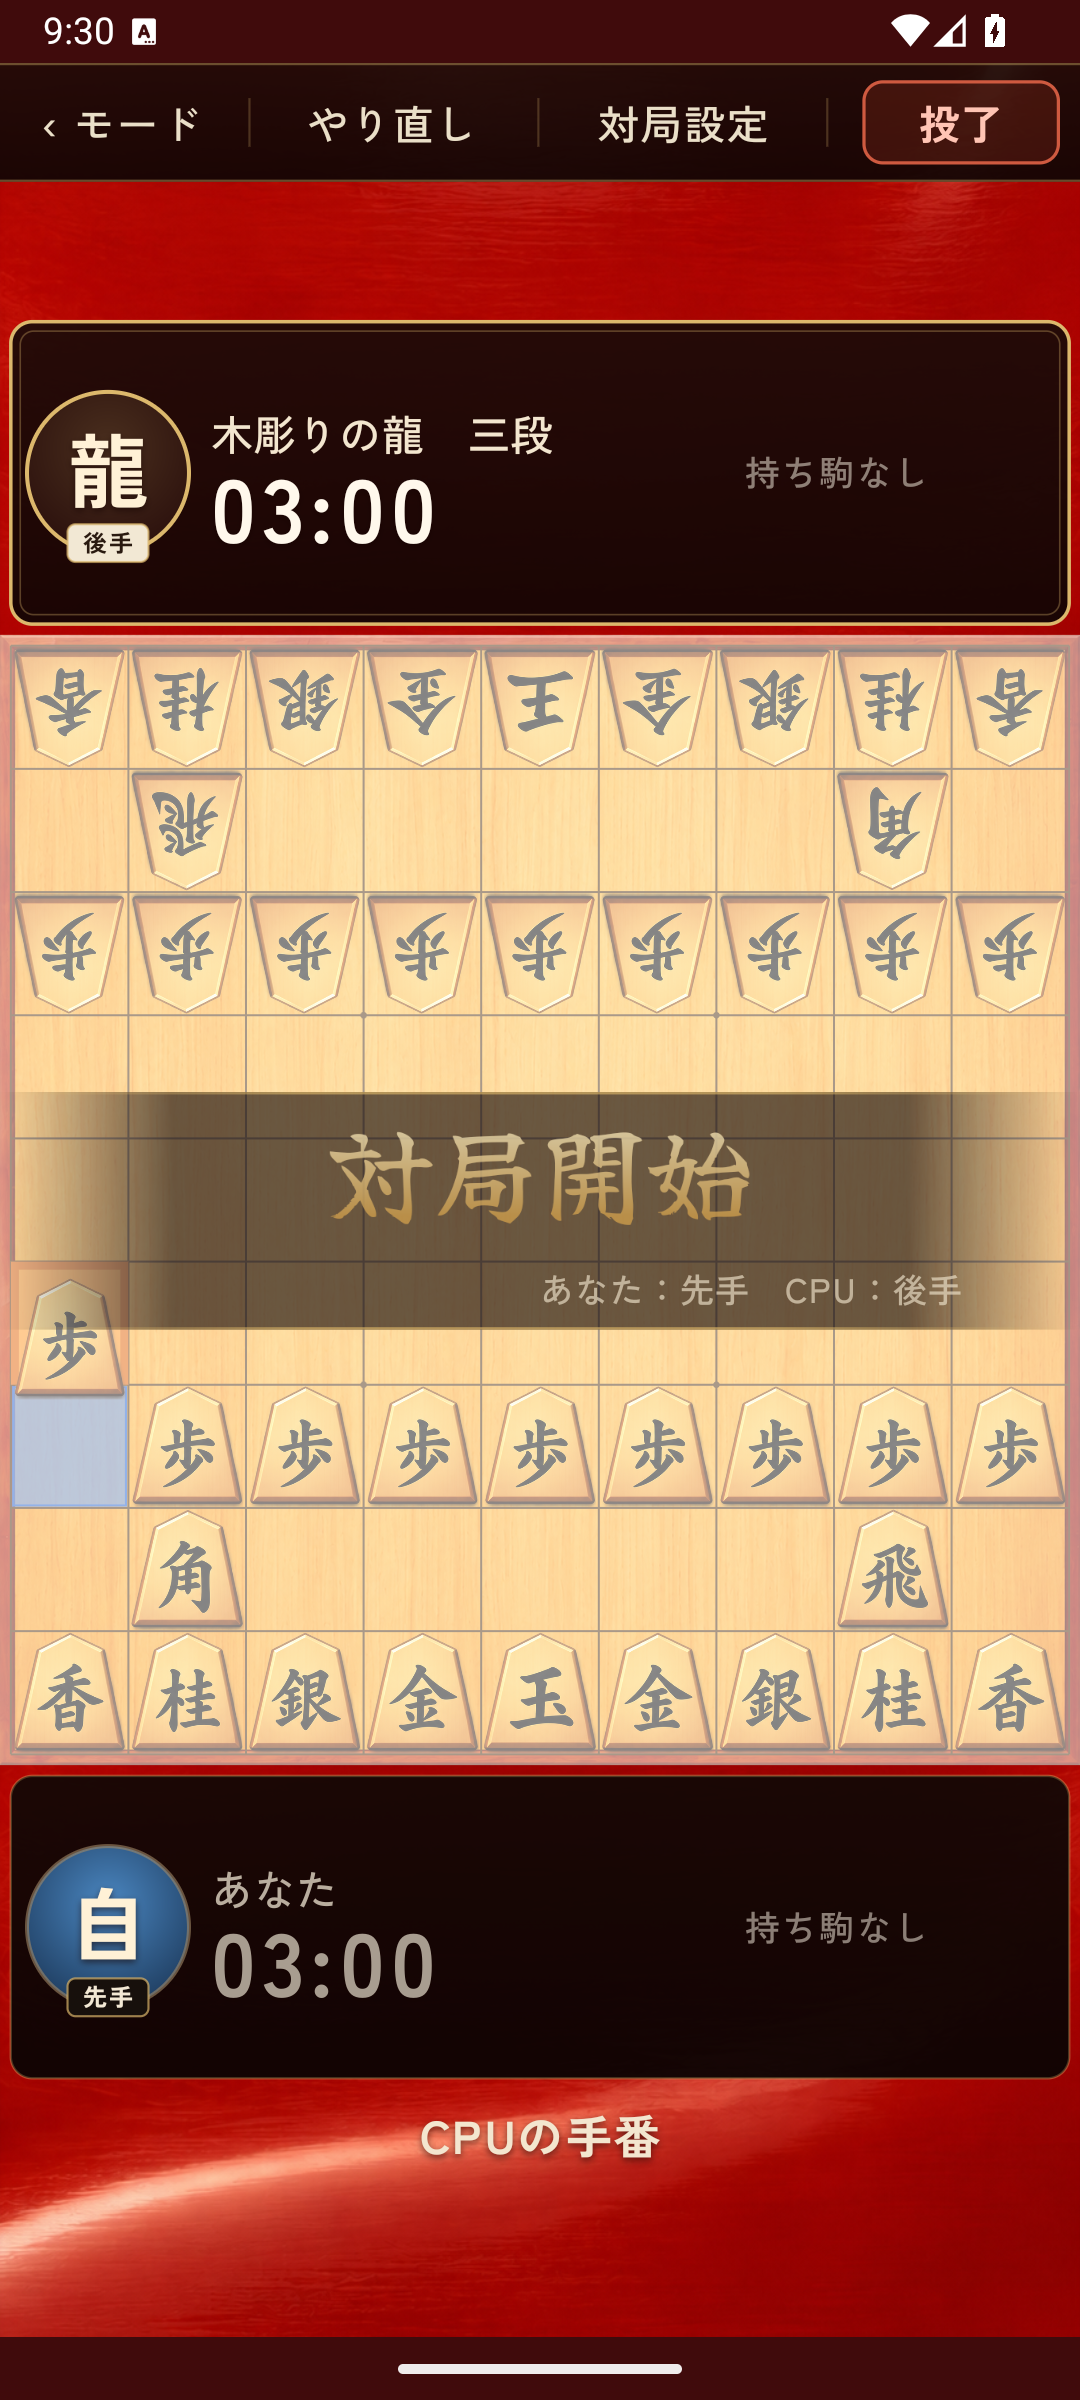 9:30
‹ モード
やり直し
対局設定
投了
龍
後手
木彫りの龍 三段
03:00
持ち駒なし
香 桂 銀 金 王 金 銀 桂 香
飛 角
歩 歩 歩 歩 歩 歩 歩 歩 歩
対局開始
あなた：先手 CPU：後手
歩
歩 歩 歩 歩 歩 歩 歩 歩
角 飛
香 桂 銀 金 玉 金 銀 桂 香
自
先手
あなた
03:00
持ち駒なし
CPUの手番